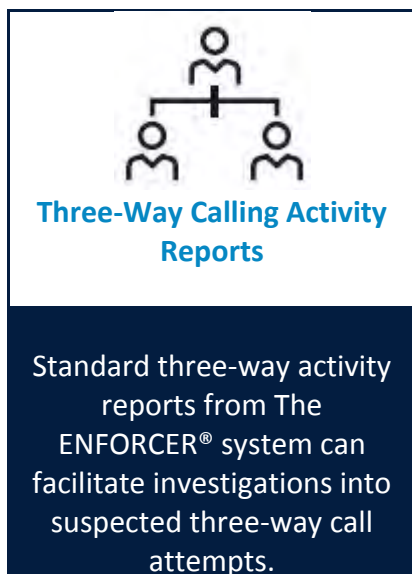 Three-Way Calling Activity
Reports
Standard three-way activity
reports from The
ENFORCER® system can
facilitate investigations into
suspected three-way call
attempts.